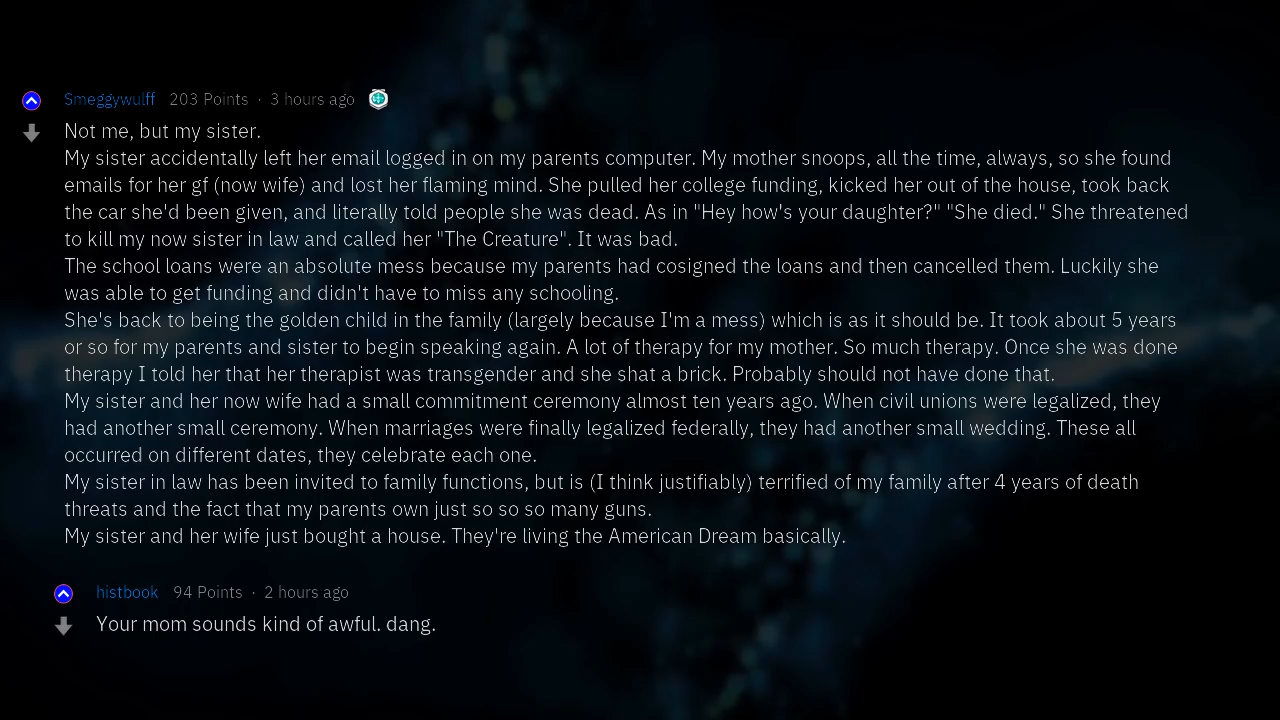 Smeggywulff 203 Points · 3 hours ago
Not me, but my sister.
My sister accidentally left her email logged in on my parents computer. My mother snoops, all the time, always, so she found
emails for her gf (now wife) and lost her flaming mind. She pulled her college funding, kicked her out of the house, took back
the car she'd been given, and literally told people she was dead. As in "Hey how's your daughter?" "She died." She threatened
to kill my now sister in law and called her "The Creature". It was bad.
The school loans were an absolute mess because my parents had cosigned the loans and then cancelled them. Luckily she
was able to get funding and didn't have to miss any schooling.
She's back to being the golden child in the family (largely because I'm a mess) which is as it should be. It took about 5 years
or so for my parents and sister to begin speaking again. A lot of therapy for my mother. So much therapy. Once she was done
therapy I told her that her therapist was transgender and she shat a brick. Probably should not have done that.
My sister and her now wife had a small commitment ceremony almost ten years ago. When civil unions were legalized, they
had another small ceremony. When marriages were finally legalized federally, they had another small wedding. These all
occurred on different dates, they celebrate each one.
My sister in law has been invited to family functions, but is (I think justifiably) terrified of my family after 4 years of death
threats and the fact that my parents own just so so so many guns.
My sister and her wife just bought a house. They're living the American Dream basically.
histbook 94 Points · 2 hours ago
Your mom sounds kind of awful. dang.